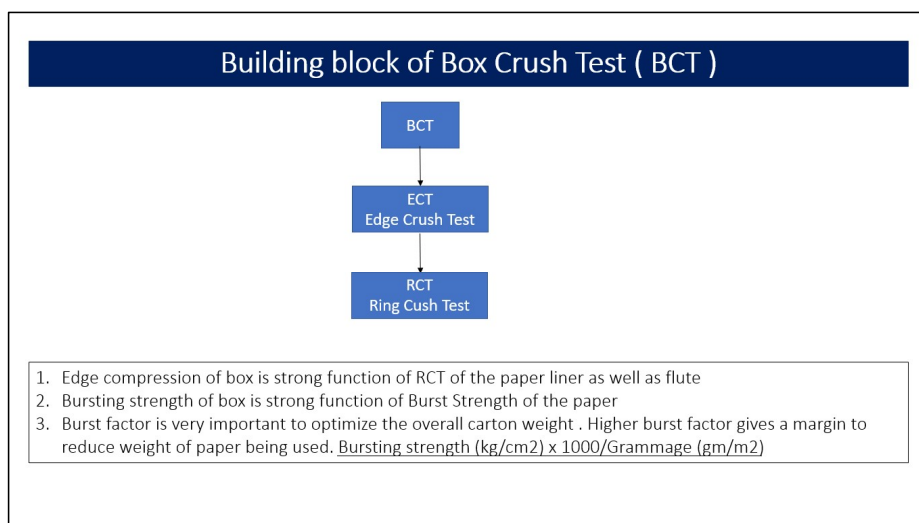 Building block of Box Crush Test ( BCT )
BCT
ECT
Edge Crush Test
RCT
Ring Cush Test
1. Edge compression of box is strong function of RCT of the paper liner as well as flute
2. Bursting strength of box is strong function of Burst Strength of the paper
3. Burst factor is very important to optimize the overall carton weight . Higher burst factor gives a margin to
reduce weight of paper being used. Bursting strength (kg/cm2) x 1000/Grammage (gm/m2)